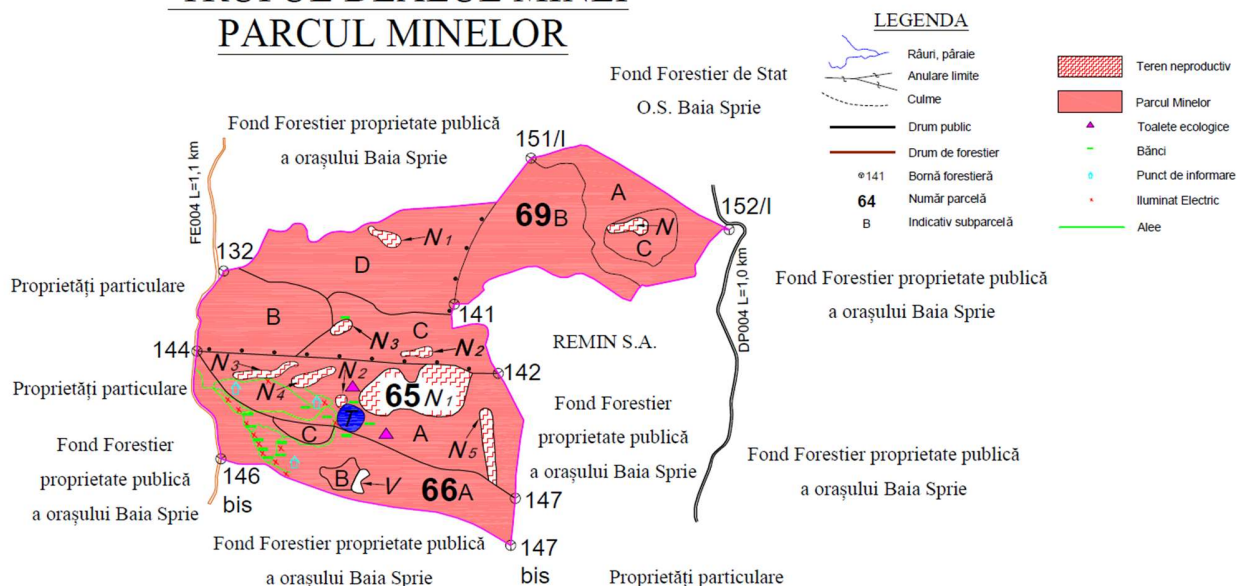 TRUPUL DEALUL MINEI
PARCUL MINELOR
LEGENDA
Râuri, pâraie
Anulare limite
Culme
Drum public
Drum de forestier
141
Bornă forestieră
64
Număr parcelă
B
Indicativ subparcelă
Teren neproductiv
Parcul Minelor
Toalete ecologice
Bănci
Punct de informare
Iluminat Electric
Alee
Fond Forestier de Stat
O.S. Baia Sprie
Fond Forestier proprietate publică
a orașului Baia Sprie
FE004 L=1,1 km
151/I
152/I
A
69B
N
C
N1
D
132
Proprietăți particulare
Fond Forestier proprietate publică
a orașului Baia Sprie
DP004 L=1,0 km
141
B
C
N3
N2
REMIN S.A.
144
142
N3
N2
N4
65
N1
Proprietăți particulare
T
C
A
N5
Fond Forestier
proprietate publică
a orașului Baia Sprie
Fond Forestier
proprietate publică
a orașului Baia Sprie
Fond Forestier proprietate publică
a orașului Baia Sprie
146
bis
B
V
66A
147
147
bis
Fond Forestier proprietate publică
a orașului Baia Sprie
Proprietăți particulare